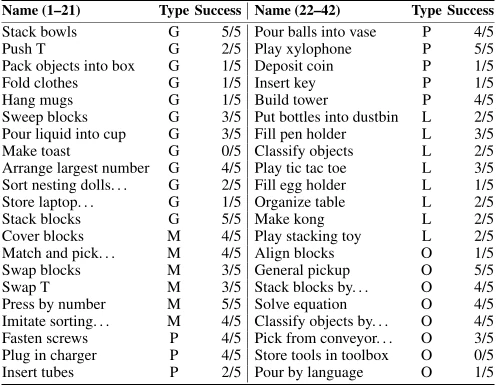 Name (1–21) Type Success Name (22–42) Type Success
Stack bowls G 5/5 Pour balls into vase P 4/5
Push T G 2/5 Play xylophone P 5/5
Pack objects into box G 1/5 Deposit coin P 1/5
Fold clothes G 1/5 Insert key P 1/5
Hang mugs G 1/5 Build tower P 4/5
Sweep blocks G 3/5 Put bottles into dustbin L 2/5
Pour liquid into cup G 3/5 Fill pen holder L 3/5
Make toast G 0/5 Classify objects L 2/5
Arrange largest number G 4/5 Play tic tac toe L 3/5
Sort nesting dolls... G 2/5 Fill egg holder L 1/5
Store laptop... G 1/5 Organize table L 2/5
Stack blocks G 5/5 Make kong L 2/5
Cover blocks M 4/5 Play stacking toy L 2/5
Match and pick... M 4/5 Align blocks O 1/5
Swap blocks M 3/5 General pickup O 5/5
Swap T M 3/5 Stack blocks by... O 4/5
Press by number M 5/5 Solve equation O 4/5
Imitate sorting... M 4/5 Classify objects by... O 4/5
Fasten screws P 4/5 Pick from conveyor... O 3/5
Plug in charger P 4/5 Store tools in toolbox O 0/5
Insert tubes P 2/5 Pour by language O 1/5